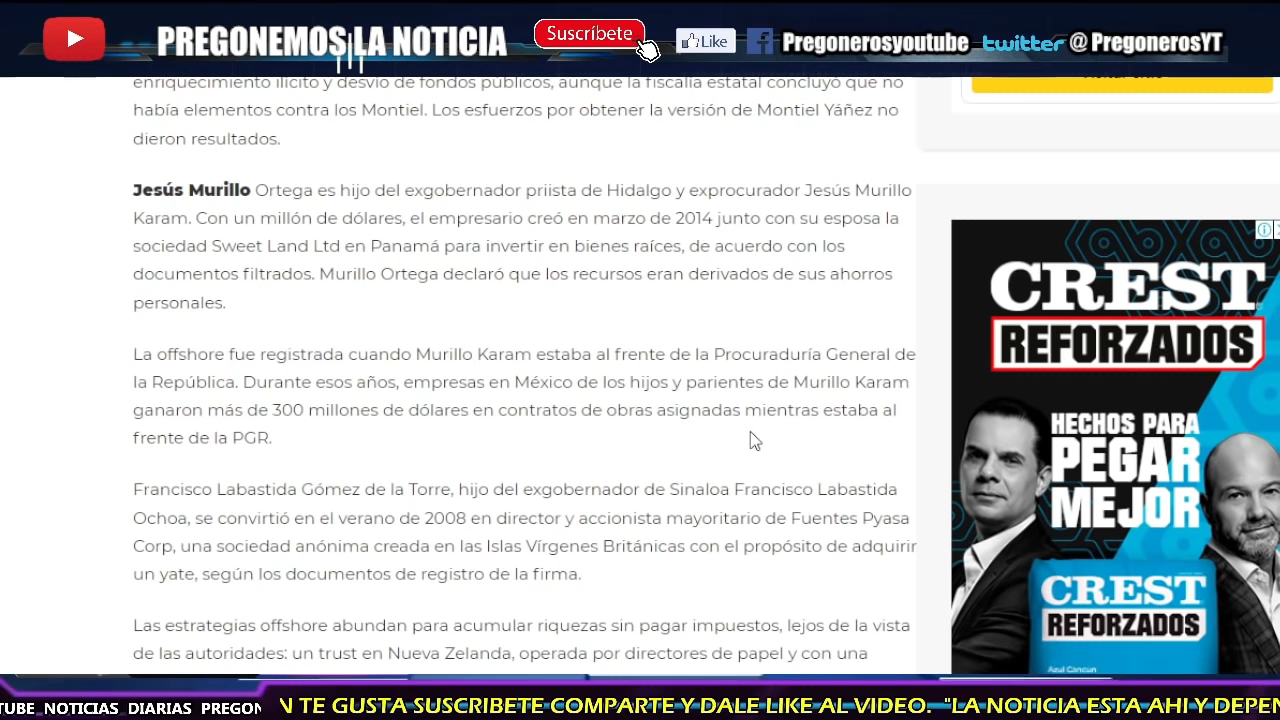 PREGONEMOS LA NOTICIA
Suscríbete
Like
Pregonerosyoutube
twitter @ PregonerosYT
enriquecimiento ilícito y desvío de fondos públicos, aunque la fiscalía estatal concluyó que no
había elementos contra los Montiel. Los esfuerzos por obtener la versión de Montiel Yáñez no
dieron resultados.
Jesús Murillo Ortega es hijo del exgobernador priista de Hidalgo y exprocurador Jesús Murillo
Karam. Con un millón de dólares, el empresario creó en marzo de 2014 junto con su esposa la
sociedad Sweet Land Ltd en Panamá para invertir en bienes raíces, de acuerdo con los
documentos filtrados. Murillo Ortega declaró que los recursos eran derivados de sus ahorros
personales.
La offshore fue registrada cuando Murillo Karam estaba al frente de la Procuraduría General de
la República. Durante esos años, empresas en México de los hijos y parientes de Murillo Karam
ganaron más de 300 millones de dólares en contratos de obras asignadas mientras estaba al
frente de la PGR.
Francisco Labastida Gómez de la Torre, hijo del exgobernador de Sinaloa Francisco Labastida
Ochoa, se convirtió en el verano de 2008 en director y accionista mayoritario de Fuentes Pyasa
Corp, una sociedad anónima creada en las Islas Vírgenes Británicas con el propósito de adquirir
un yate, según los documentos de registro de la firma.
Las estrategias offshore abundan para acumular riquezas sin pagar impuestos, lejos de la vista
de las autoridades: un trust en Nueva Zelanda, operada por directores de papel y con una
CREST
REFORZADOS
HECHOS PARA
PEGAR
MEJOR
CREST
REFORZADOS
Azul Cancun
TUBE_NOTICIAS_DIARIAS PREGON
N TE GUSTA SUSCRIBETE COMPARTE Y DALE LIKE AL VIDEO. "LA NOTICIA ESTA AHI Y DEPEN